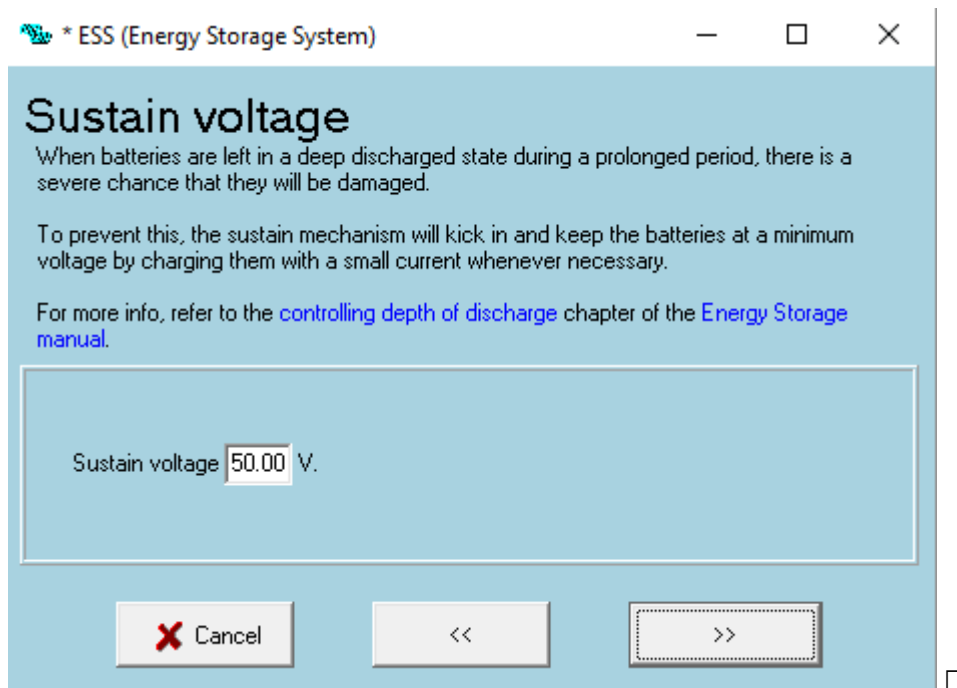 * ESS (Energy Storage System)
Sustain voltage
When batteries are left in a deep discharged state during a prolonged period, there is a
severe chance that they will be damaged.
To prevent this, the sustain mechanism will kick in and keep the batteries at a minimum
voltage by charging them with a small current whenever necessary.
For more info, refer to the controlling depth of discharge chapter of the Energy Storage
manual.
Sustain voltage 50.00 V.
Cancel << >>